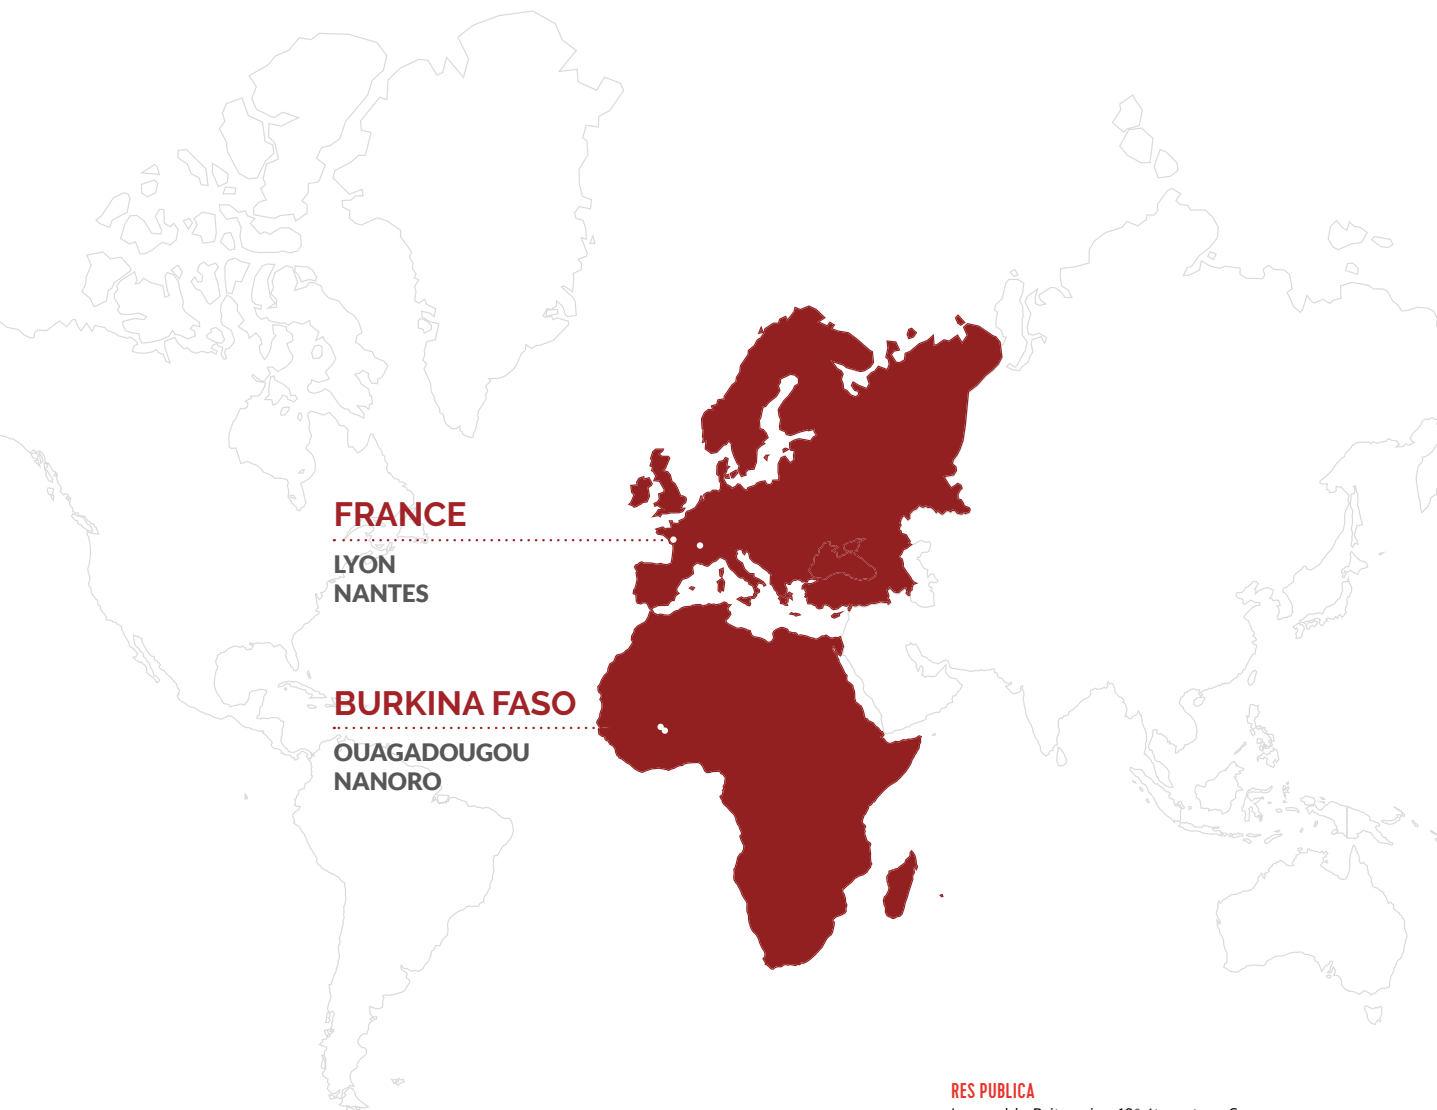 FRANCE
LYON
NANTES
BURKINA FASO
OUAGADOUGOU
NANORO
RES PUBLICA